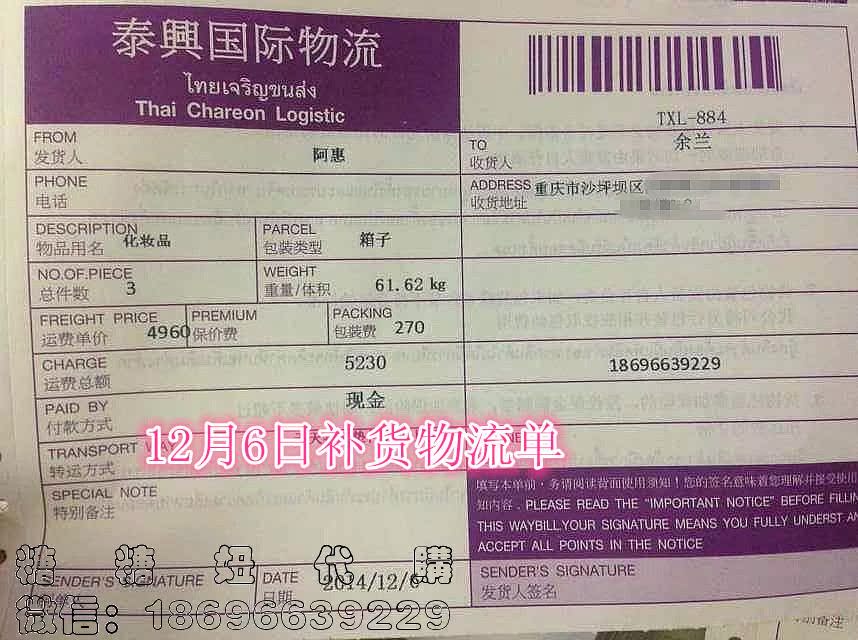 泰興国际物流
ไทยเจริญขนส่ง
Thai Chareon Logistic
TXL-884
FROM
发货人 阿惠
TO 余兰
收货人
PHONE
电话
ADDRESS 重庆市沙坪坝区
收货地址
DESCRIPTION
物品用名 化妆品
PARCEL
包装类型 箱子
NO.OF.PIECE
总件数 3
WEIGHT
重量/体积 61.62 kg
FREIGHT PRICE
运费单价 4960
PREMIUM
保价费
PACKING
包装费 270
CHARGE
运费总额 5230
18696639229
PAID BY
付款方式 现金
TRANSPORT
转运方式
12月6日补货物流单
SPECIAL NOTE
特别备注
填写本单前，务请阅读背面使用须知！您的签名意味着您理解并接受使用
知内容．PLEASE READ THE "IMPORTANT NOTICE" BEFORE FILLIN
THIS WAYBILL,YOUR SIGNATURE MEANS YOU FULLY UNDERST AN
ACCEPT ALL POINTS IN THE NOTICE
SENDER'S SIGNATURE
DATE 2014/12/6
日期
SENDER'S SIGNATURE
发货人签名
糖糖妞代購
微信：18696639229